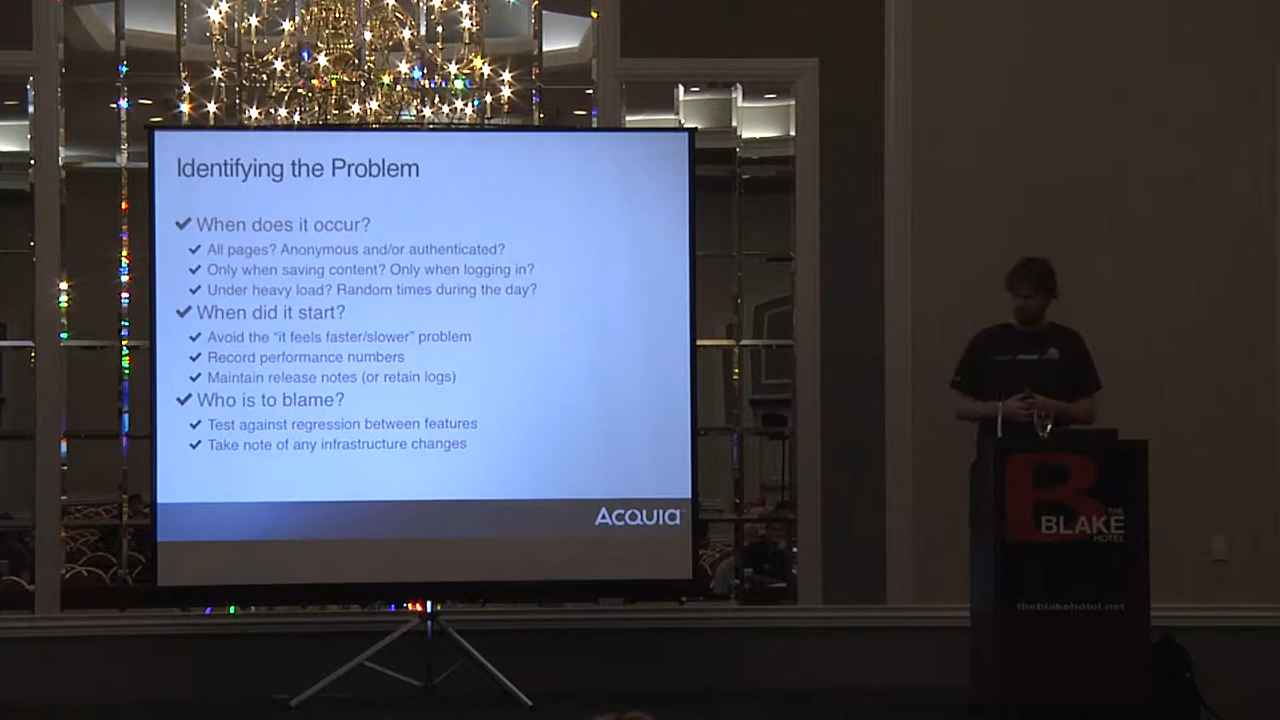 Identifying the Problem
When does it occur?
All pages? Anonymous and/or authenticated?
Only when saving content? Only when logging in?
Under heavy load? Random times during the day?
When did it start?
Avoid the “it feels faster/slower” problem
Record performance numbers
Maintain release notes (or retain logs)
Who is to blame?
Test against regression between features
Take note of any infrastructure changes
ACQUIA
B
THE
BLAKE
HOTEL
theblakehotel.net